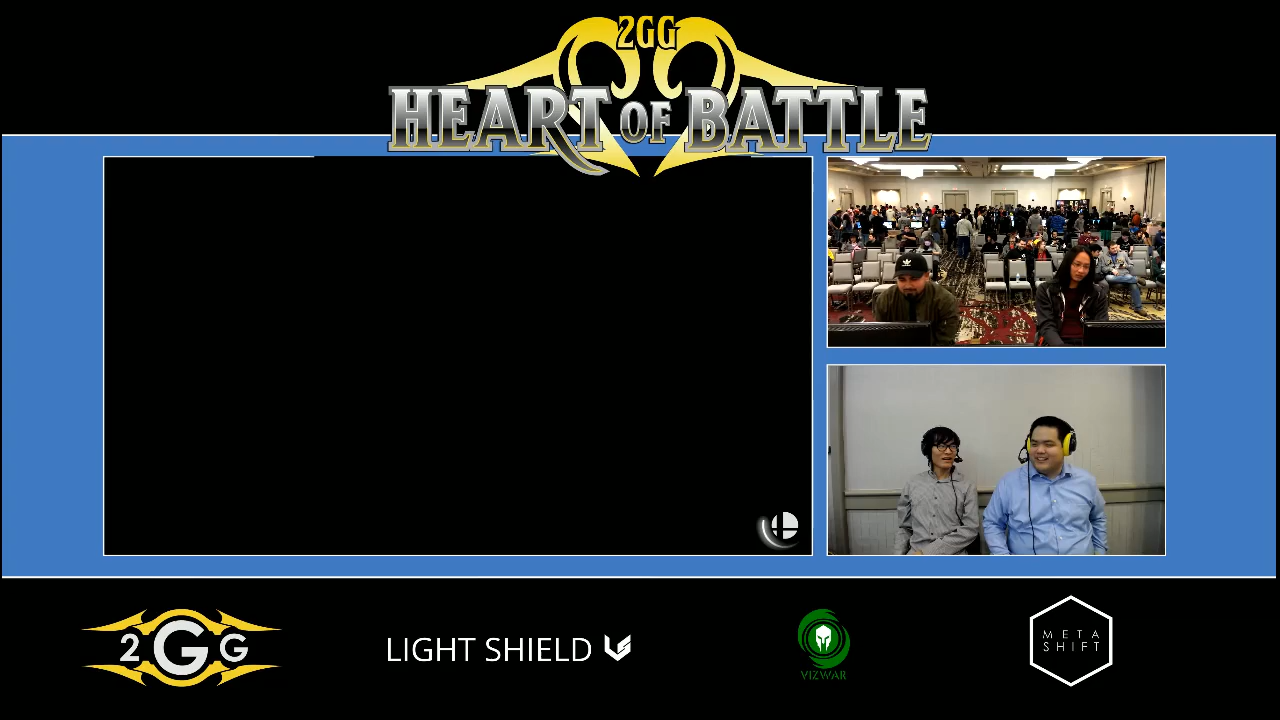 2GG
HEART OF BATTLE
2GG
LIGHT SHIELD
VIZWAR
META
SHIFT